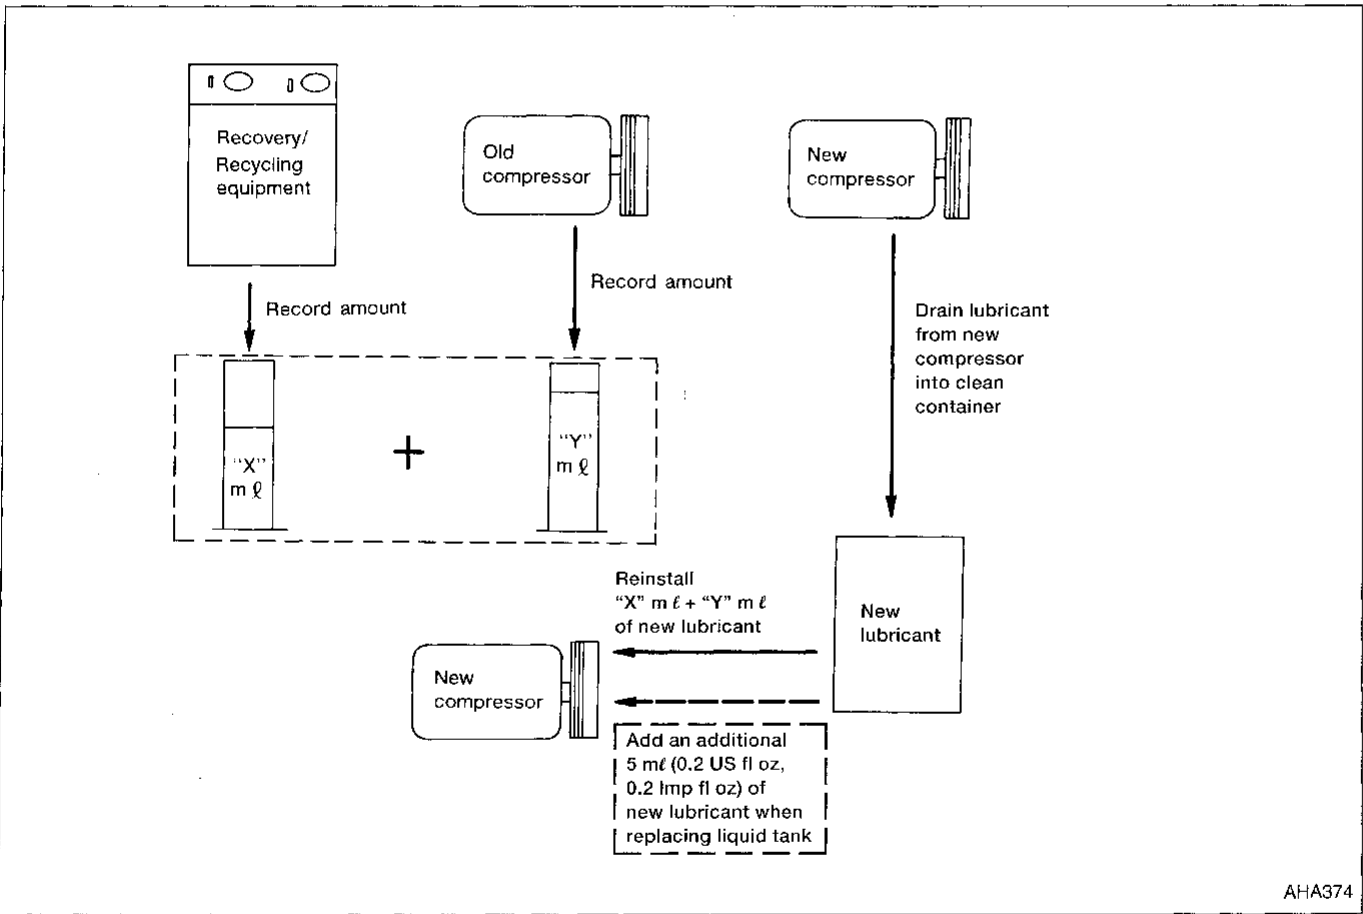 Recovery/
Recycling
equipment
Old
compressor
New
compressor
Record amount
Record amount
Drain lubricant
from new
compressor
into clean
container
“X”
m ℓ
+
“Y”
m ℓ
Reinstall
“X” m ℓ + “Y” m ℓ
of new lubricant
New
lubricant
New
compressor
Add an additional
5 mℓ (0.2 US fl oz,
0.2 Imp fl oz) of
new lubricant when
replacing liquid tank
AHA374